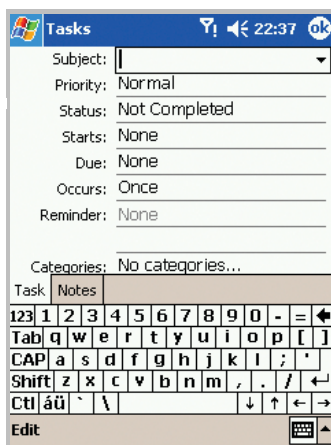 Tasks 22:37 ok
Subject:
Priority: Normal
Status: Not Completed
Starts: None
Due: None
Occurs: Once
Reminder: None
Categories: No categories...
Task Notes
123 1 2 3 4 5 6 7 8 9 0 - =
Tab q w e r t y u i o p [ ]
CAP a s d f g h j k l ; '
Shift z x c v b n m , . /
Ctl áü ` \
Edit